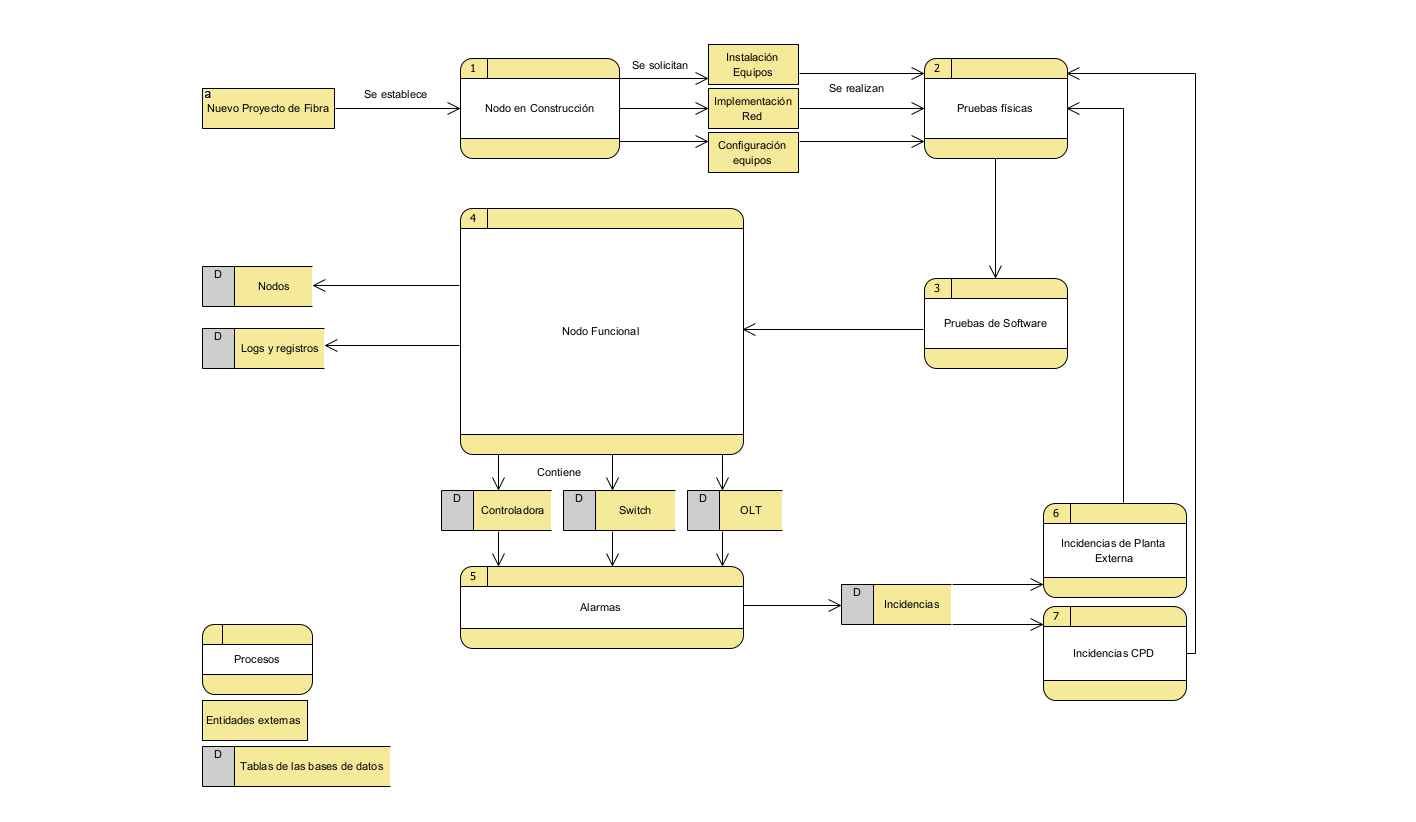 a
Nuevo Proyecto de Fibra
Se establece
1
Nodo en Construcción
Se solicitan
Instalación
Equipos
Implementación
Red
Configuración
equipos
Se realizan
2
Pruebas físicas
4
Nodo Funcional
D
Nodos
D
Logs y registros
3
Pruebas de Software
Contiene
D
Controladora
D
Switch
D
OLT
5
Alarmas
D
Incidencias
6
Incidencias de Planta
Externa
7
Incidencias CPD
Procesos
Entidades externas
D
Tablas de las bases de datos